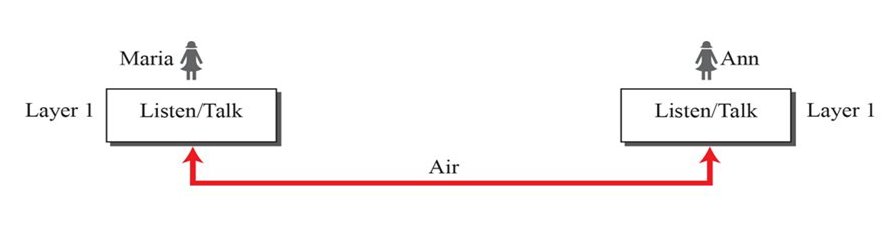 Maria
Ann
Layer 1
Listen/Talk
Listen/Talk
Layer 1
Air